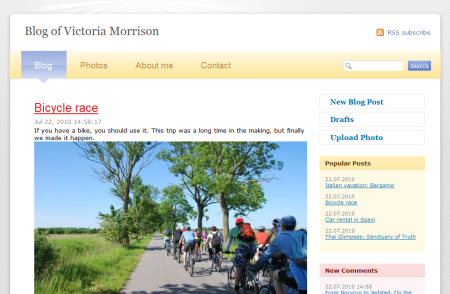 Blog of Victoria Morrison
RSS subscribe
Blog
Photos
About me
Contact
Search
Bicycle race
Jul 22, 2010 14:58:17
If you have a bike, you should use it. This trip was a long time in the making, but finally
we made it happen.
New Blog Post
Drafts
Upload Photo
Popular Posts
22.07.2010
Italian vacation: Bergamo
22.07.2010
Bicycle race
22.07.2010
Car rental in Spain
22.07.2010
Thai Glimpses: Sanctuary of Truth
New Comments
22.07.2010 14:58